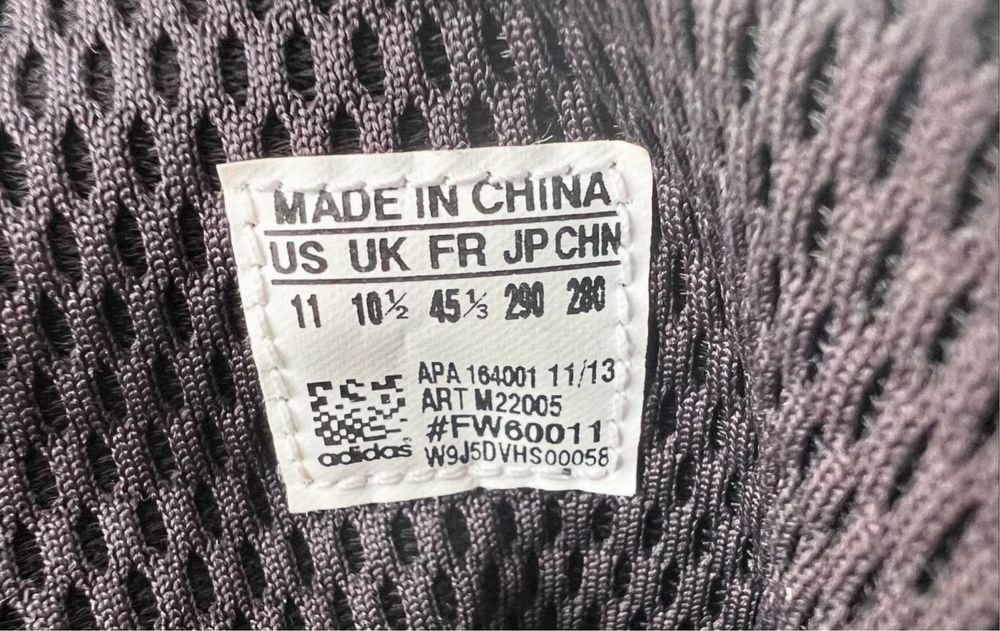 MADE IN CHINA
US UK FR JP CHN
11 10½ 45⅓ 290 280
APA 164001 11/13
ART M22005
#FW60011
adidas W9J5DVHS00058